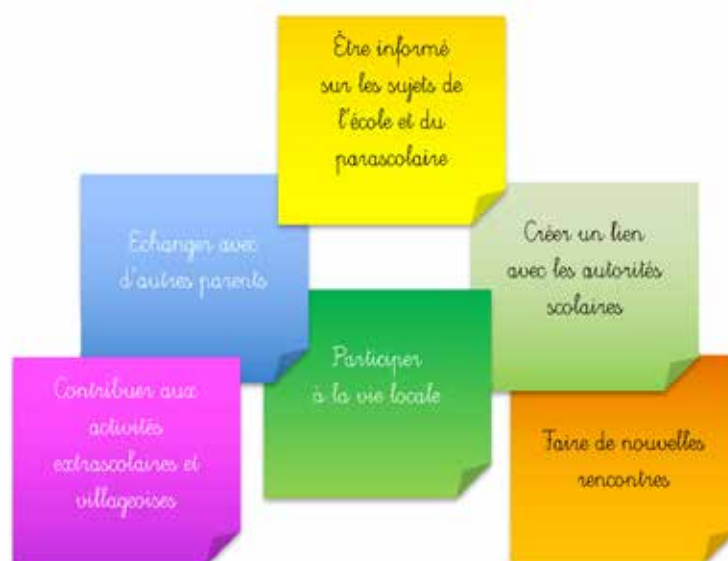 Être informé
sur les sujets de
l'école et du
parascolaire
Echanger avec
d'autres parents
Créer un lien
avec les autorités
scolaires
Participer
à la vie locale
Contribuer aux
activités
extrascolaires et
villageoises
Faire de nouvelles
rencontres